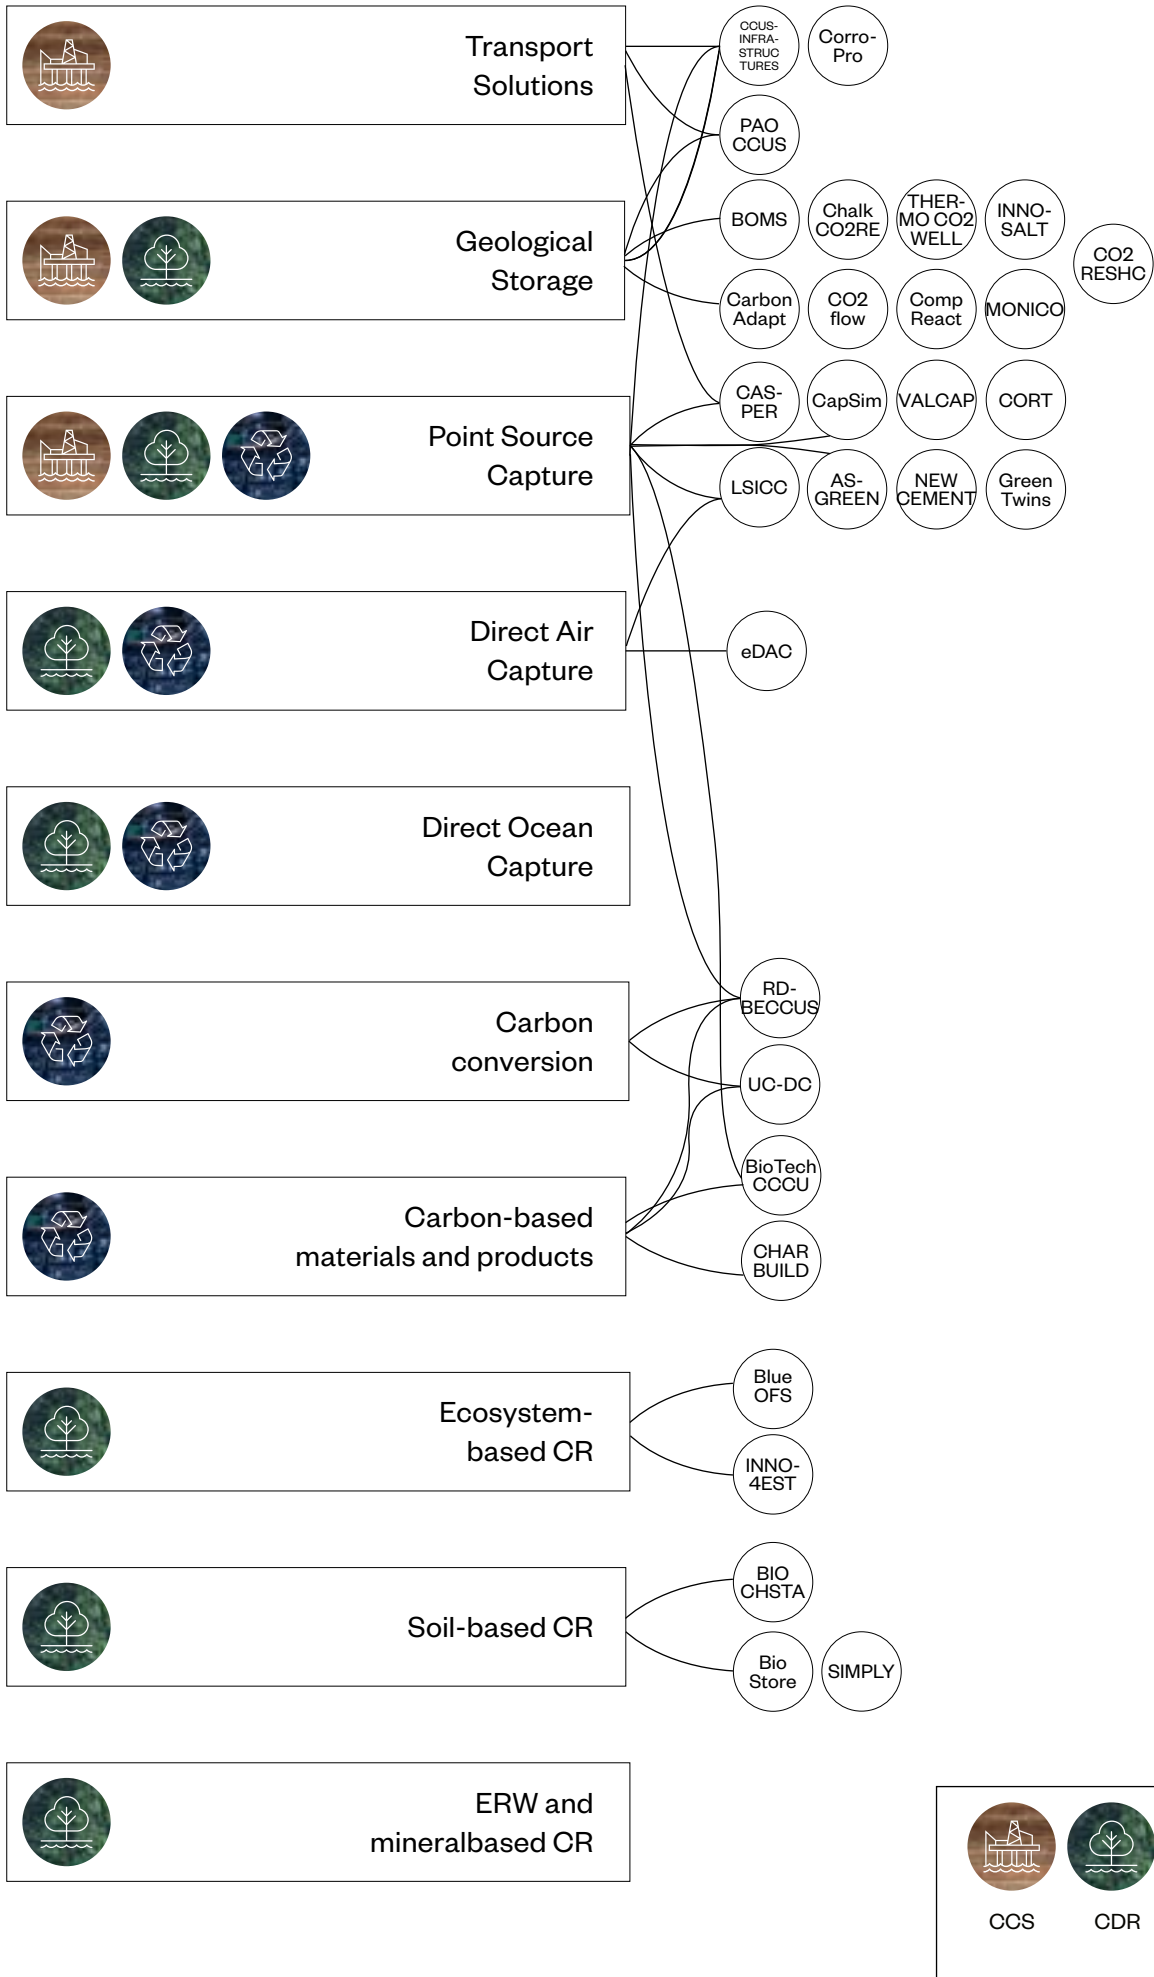 Transport
Solutions
CCUS-
INFRA-
STRUC
TURES
Corro-
Pro
PAO
CCUS
Geological
Storage
BOMS
Chalk
CO2RE
THER-
MO CO2
WELL
INNO-
SALT
CO2
RESHC
Carbon
Adapt
CO2
flow
Comp
React
MONICO
Point Source
Capture
CAS-
PER
CapSim
VALCAP
CORT
LSICC
AS-
GREEN
NEW
CEMENT
Green
Twins
Direct Air
Capture
eDAC
Direct Ocean
Capture
Carbon
conversion
RD-
BECCUS
UC-DC
Carbon-based
materials and products
BioTech
CCCU
CHAR
BUILD
Ecosystem-
based CR
Blue
OFS
INNO-
4EST
Soil-based CR
BIO
CHSTA
Bio
Store
SIMPLY
ERW and
mineralbased CR
CCS
CDR